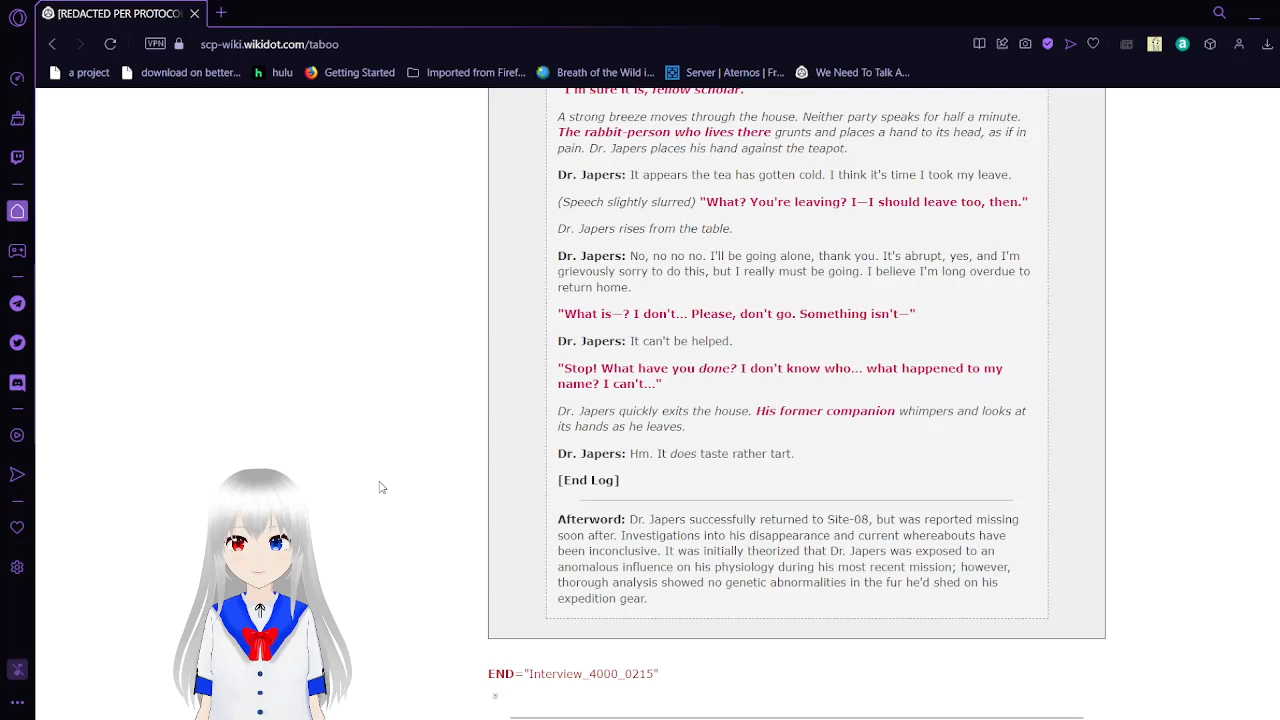 [REDACTED PER PROTOCO
VPN
scp-wiki.wikidot.com/taboo
a project
download on better...
hulu
Getting Started
Imported from Firef...
Breath of the Wild i...
Server | Aternos | Fr...
We Need To Talk A...
"I'm sure it is, fellow scholar."
A strong breeze moves through the house. Neither party speaks for half a minute.
The rabbit-person who lives there grunts and places a hand to its head, as if in
pain. Dr. Japers places his hand against the teapot.
Dr. Japers: It appears the tea has gotten cold. I think it's time I took my leave.
(Speech slightly slurred) "What? You're leaving? I—I should leave too, then."
Dr. Japers rises from the table.
Dr. Japers: No, no no no. I'll be going alone, thank you. It's abrupt, yes, and I'm
grievously sorry to do this, but I really must be going. I believe I'm long overdue to
return home.
"What is—? I don't... Please, don't go. Something isn't—"
Dr. Japers: It can't be helped.
"Stop! What have you done? I don't know who... what happened to my
name? I can't..."
Dr. Japers quickly exits the house. His former companion whimpers and looks at
its hands as he leaves.
Dr. Japers: Hm. It does taste rather tart.
[End Log]
Afterword: Dr. Japers successfully returned to Site-08, but was reported missing
soon after. Investigations into his disappearance and current whereabouts have
been inconclusive. It was initially theorized that Dr. Japers was exposed to an
anomalous influence on his physiology during his most recent mission; however,
thorough analysis showed no genetic abnormalities in the fur he'd shed on his
expedition gear.
END="Interview_4000_0215"